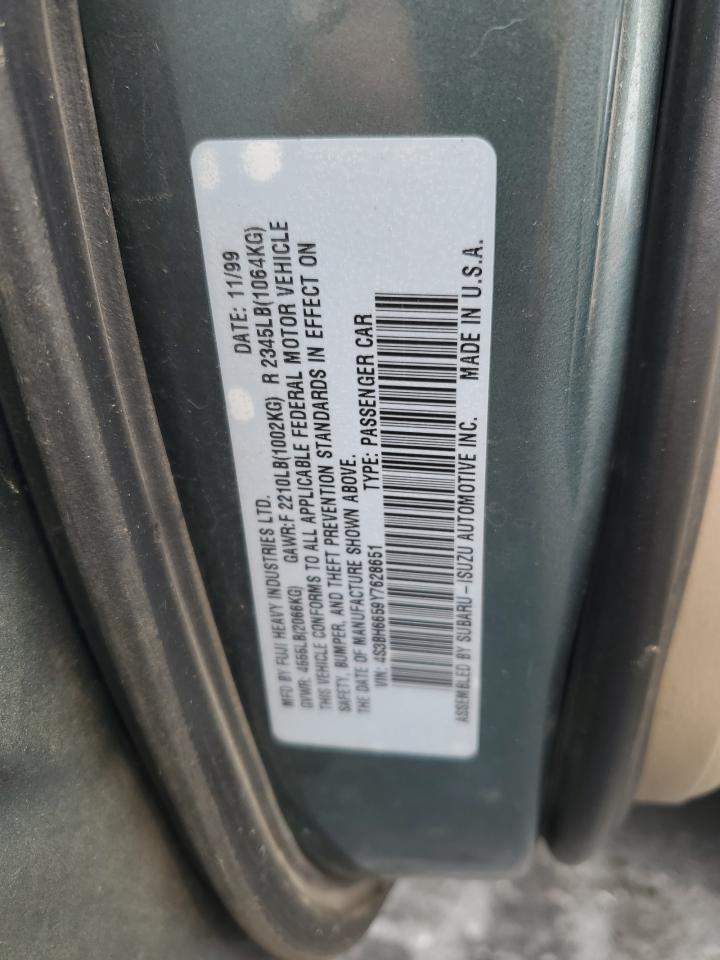 MFD BY FUJI HEAVY INDUSTRIES LTD. DATE: 11/99
GVWR: 4555LB(2066KG) GAWR:F 2210LB(1002KG) R 2345LB(1064KG)
THIS VEHICLE CONFORMS TO ALL APPLICABLE FEDERAL MOTOR VEHICLE
SAFETY, BUMPER, AND THEFT PREVENTION STANDARDS IN EFFECT ON
THE DATE OF MANUFACTURE SHOWN ABOVE.
VIN: 4S3BH6659Y7628651 TYPE: PASSENGER CAR
ASSEMBLED BY SUBARU-ISUZU AUTOMOTIVE INC. MADE IN U.S.A.